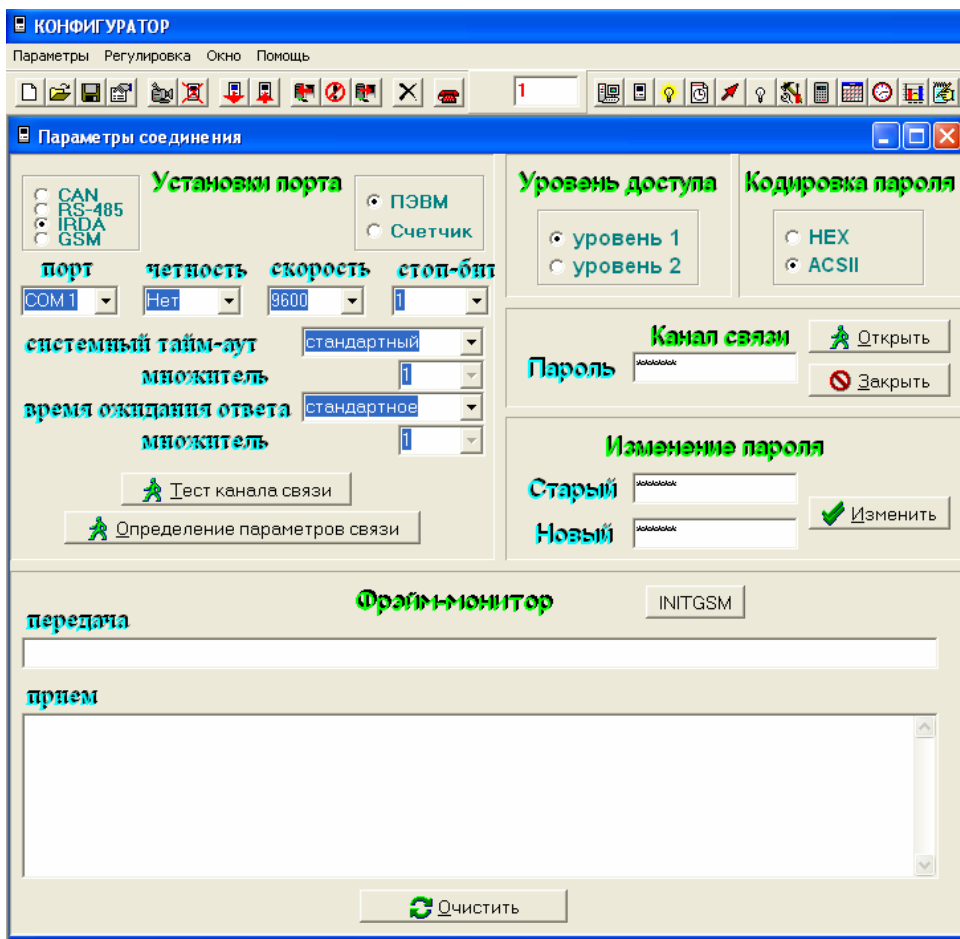 КОНФИГУРАТОР
Параметры Регулировка Окно Помощь
1
Параметры соединения
Установки порта
CAN
RS-485
IRDA
GSM
ПЭВМ
Счетчик
порт четность скорость стоп-бит
COM 1 Нет 9600 1
системный тайм-аут стандартный
множитель 1
время ожидания ответа стандартное
множитель 1
Тест канала связи
Определение параметров связи
Уровень доступа
уровень 1
уровень 2
Кодировка пароля
HEX
ACSII
Канал связи
Пароль ******
Открыть
Закрыть
Изменение пароля
Старый ******
Новый ******
Изменить
Фрэйм-монитор
INITGSM
передача
прием
Очистить